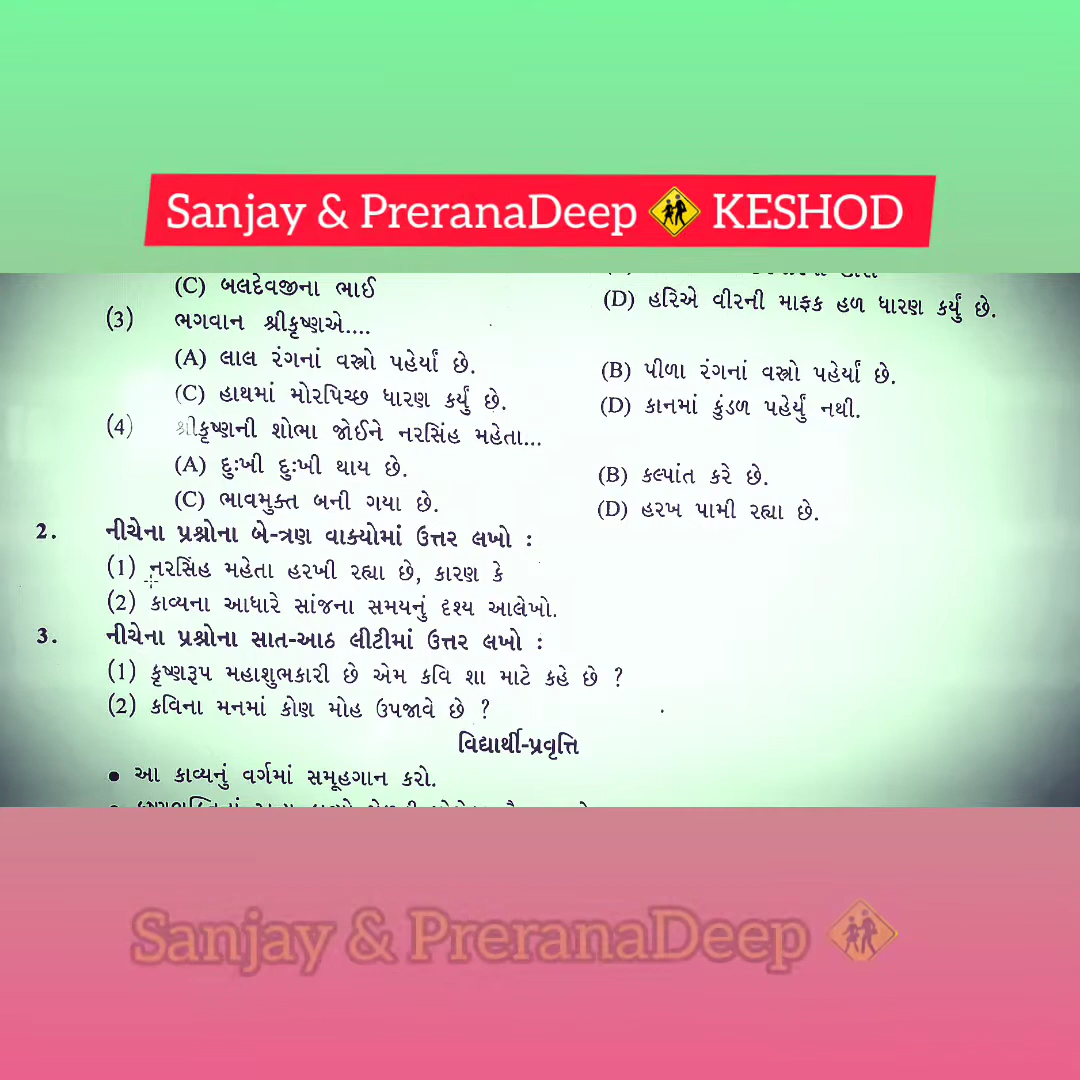 Sanjay & PreranaDeep 🚸 KESHOD
(C) બલદેવજીના ભાઈ
(D) હરિએ વીરની માફક હળ ધારણ કર્યું છે.
(3) ભગવાન શ્રીકૃષ્ણએ....
(A) લાલ રંગનાં વસ્ત્રો પહેર્યાં છે. (B) પીળા રંગનાં વસ્ત્રો પહેર્યાં છે.
(C) હાથમાં મોરપિચ્છ ધારણ કર્યું છે. (D) કાનમાં કુંડળ પહેર્યું નથી.
(4) શ્રીકૃષ્ણની શોભા જોઈને નરસિંહ મહેતા...
(A) દુઃખી દુઃખી થાય છે. (B) કલ્પાંત કરે છે.
(C) ભાવમુક્ત બની ગયા છે. (D) હરખ પામી રહ્યા છે.
2. નીચેના પ્રશ્નોના બે-ત્રણ વાક્યોમાં ઉત્તર લખો :
(1) નરસિંહ મહેતા હરખી રહ્યા છે, કારણ કે
(2) કાવ્યના આધારે સાંજના સમયનું દૃશ્ય આલેખો.
3. નીચેના પ્રશ્નોના સાત-આઠ લીટીમાં ઉત્તર લખો :
(1) કૃષ્ણરૂપ મહાશુભકારી છે એમ કવિ શા માટે કહે છે ?
(2) કવિના મનમાં કોણ મોહ ઉપજાવે છે ?
વિદ્યાર્થી-પ્રવૃત્તિ
● આ કાવ્યનું વર્ગમાં સમૂહગાન કરો.
Sanjay & PreranaDeep 🚸